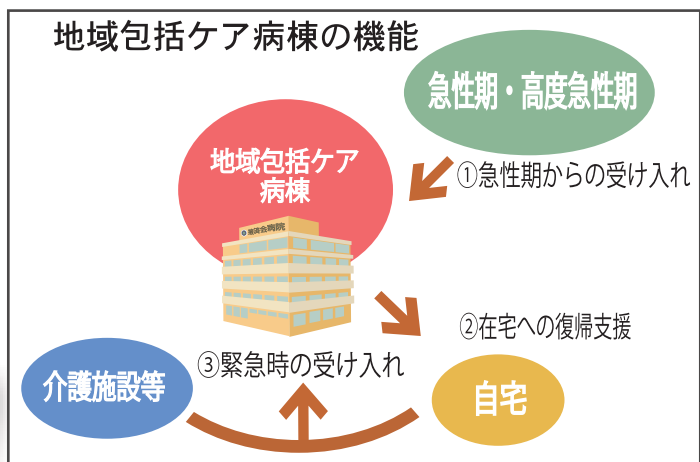 地域包括ケア病棟の機能
急性期・高度急性期
地域包括ケア
病棟
①急性期からの受け入れ
②在宅への復帰支援
③緊急時の受け入れ
介護施設等
自宅